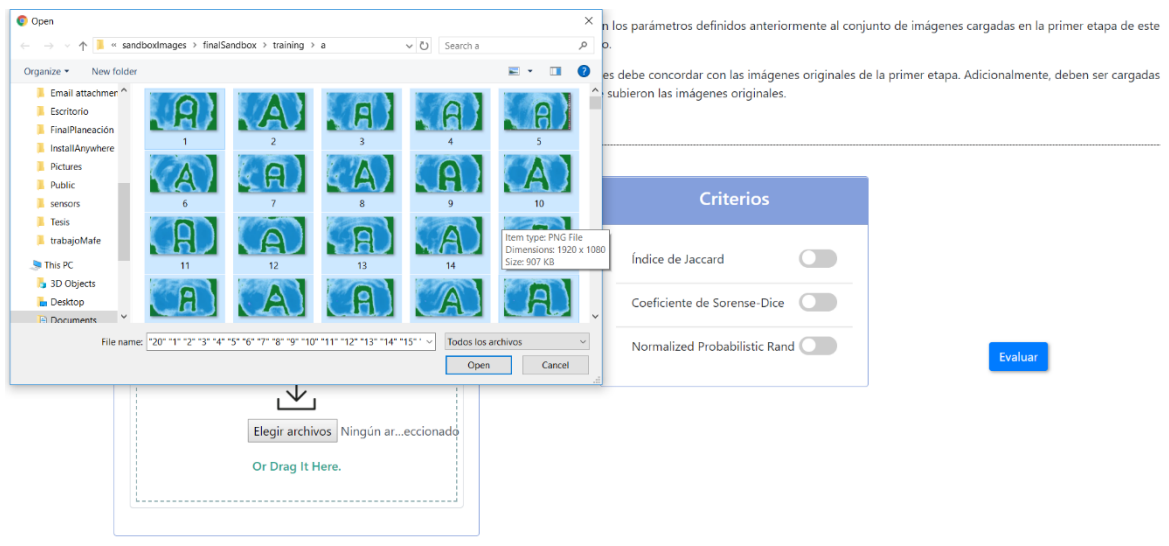 Open
« sandboxImages > finalSandbox > training > a
Search a
Organize
New folder
Email attachmen
Escritorio
FinalPlaneación
InstallAnywhere
Pictures
Public
sensors
Tesis
trabajoMafe
This PC
3D Objects
Desktop
Documents
1 2 3 4 5
6 7 8 9 10
11 12 13 14
Item type: PNG File
Dimensions: 1920 x 1080
Size: 907 KB
File name: "20" "1" "2" "3" "4" "5" "6" "7" "8" "9" "10" "11" "12" "13" "14" "15" '
Todos los archivos
Open
Cancel
n los parámetros definidos anteriormente al conjunto de imágenes cargadas en la primer etapa de este
o.
es debe concordar con las imágenes originales de la primer etapa. Adicionalmente, deben ser cargadas
subieron las imágenes originales.
Criterios
Índice de Jaccard
Coeficiente de Sorense-Dice
Normalized Probabilistic Rand
Evaluar
Elegir archivos Ningún ar...eccionado
Or Drag It Here.